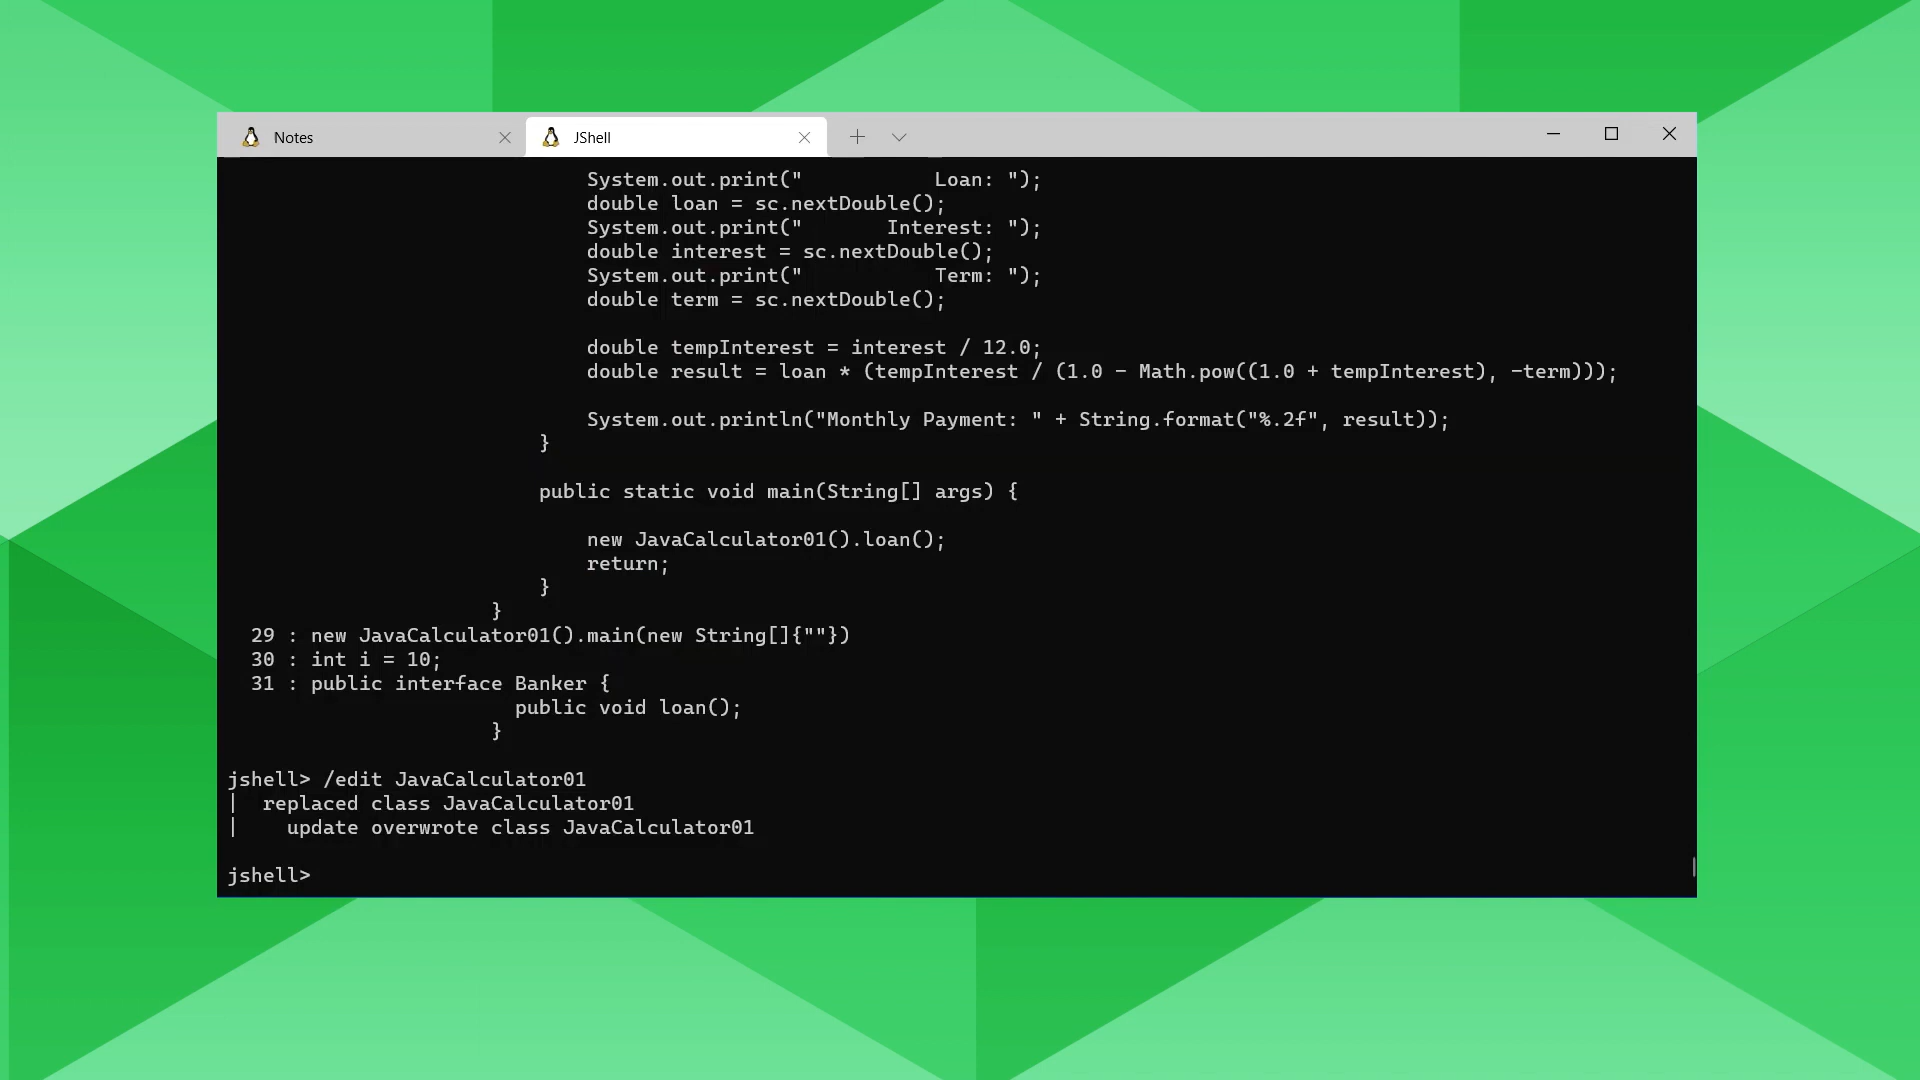 Notes
JShell
System.out.print("           Loan: ");
double loan = sc.nextDouble();
System.out.print("       Interest: ");
double interest = sc.nextDouble();
System.out.print("           Term: ");
double term = sc.nextDouble();
double tempInterest = interest / 12.0;
double result = loan * (tempInterest / (1.0 - Math.pow((1.0 + tempInterest), -term)));
System.out.println("Monthly Payment: " + String.format("%.2f", result));
}
public static void main(String[] args) {
new JavaCalculator01().loan();
return;
}
}
29 : new JavaCalculator01().main(new String[]{""})
30 : int i = 10;
31 : public interface Banker {
public void loan();
}
jshell> /edit JavaCalculator01
|  replaced class JavaCalculator01
|    update overwrote class JavaCalculator01
jshell>